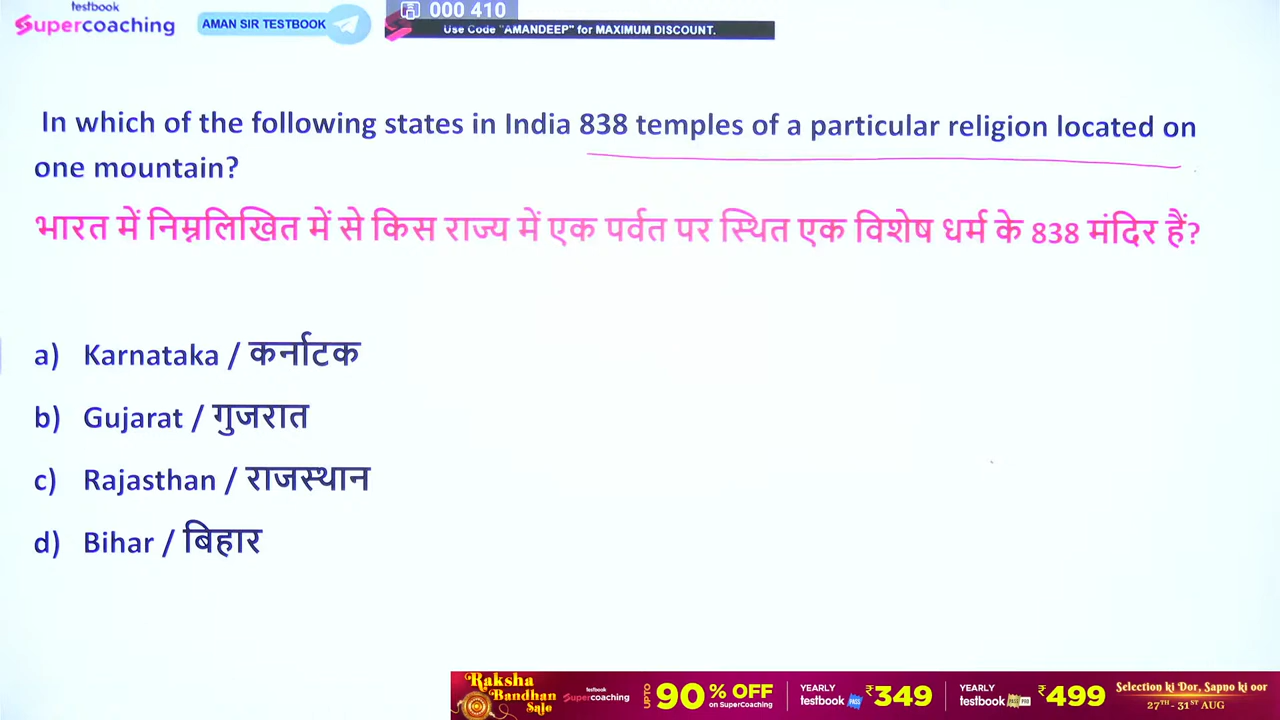 testbook
Supercoaching
AMAN SIR TESTBOOK
000 410
Use Code "AMANDEEP" for MAXIMUM DISCOUNT.
In which of the following states in India 838 temples of a particular religion located on
one mountain?
भारत में निम्नलिखित में से किस राज्य में एक पर्वत पर स्थित एक विशेष धर्म के 838 मंदिर हैं?
a) Karnataka / कर्नाटक
b) Gujarat / गुजरात
c) Rajasthan / राजस्थान
d) Bihar / बिहार
Raksha
Bandhan
Sale
testbook
Supercoaching
UPTO
90% OFF
on SuperCoaching
YEARLY
testbook PASS
₹349
YEARLY
testbook PASS PRO
₹499
Selection ki Dor, Sapno ki oor
27TH - 31ST AUG